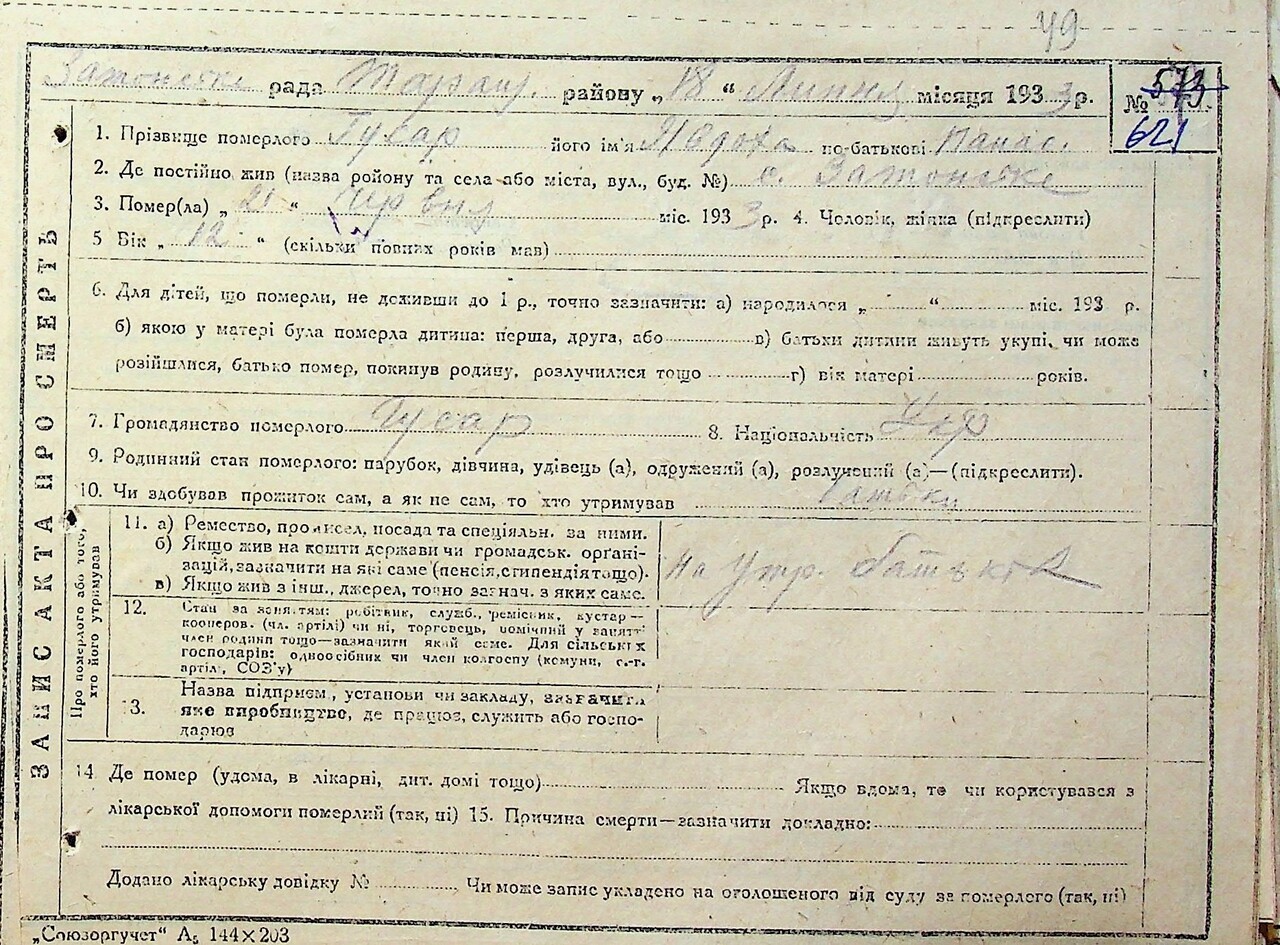 49
Затонське рада Таращ. району „18“ Липня місяця 1933 р.
№ 573
621
1. Прізвище померлого Гусар його ім'я Явдоха по-батькові Панас.
2. Де постійно жив (назва району та села або міста, вул., буд. №) с. Затонське
3. Помер(ла) „21“ Червня міс. 1933 р. 4. Чоловік, жінка (підкреслити)
5 Вік „12“ (скільки повних років мав)
6. Для дітей, що померли, не доживши до 1 р., точно зазначити: а) народилося „ “ міс. 193 р.
б) якою у матері була померла дитина: перша, друга, або в) батьки дитини живуть укупі, чи може
розійшлися, батько помер, покинув родину, розлучилися тощо г) вік матері років.
7. Громадянство померлого Гусар 8. Національність Укр
9. Родинний стан померлого: парубок, дівчина, удівець (а), одружений (а), розлучений (а)—(підкреслити).
10. Чи здобував прожиток сам, а як не сам, то хто утримував батьки
ЗАПИС АКТА ПРО СМЕРТЬ
Про померлого або того,
хто його утримував
11. а) Ремество, промисел, посада та спеціяльн. за ними.
б) Якщо жив на кошти держави чи громадськ. орґані-
зацій, зазначити на які саме (пенсія, стипендія тощо).
в) Якщо жив з інш. джерел, точно зазнач. з яких саме.
на утр. батьків
12. Стан за заняттям: робітник, служб., ремісник, кустар—
кооперов. (чл. артілі) чи ні, торговець, помічний у занятті
член родини тощо—зазначити який саме. Для сільських
господарів: одноосібник чи член колгоспу (комуни, с.-г.
артілі, СОЗ'у)
13. Назва підприєм., установи чи закладу, зазначити
яке виробництво, де працює, служить або госпо-
дарює
14 Де помер (удома, в лікарні, дит. домі тощо) Якщо вдома, то чи користувався з
лікарської допомоги померлий (так, ні) 15. Причина смерти—зазначити докладно:
Додано лікарську довідку № Чи може запис укладено на оголошеного від суду за померлого (так, ні)
„Союзоргучет“ А₅ 144×203